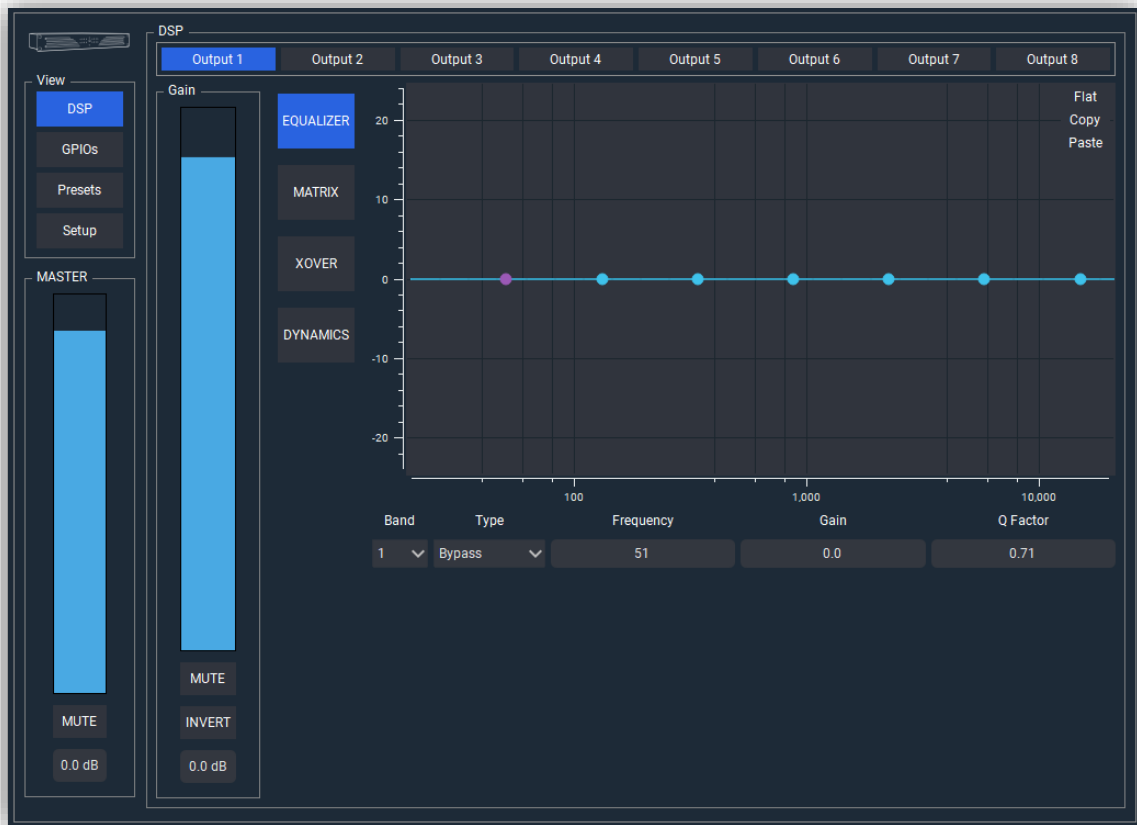 DSP
Output 1 Output 2 Output 3 Output 4 Output 5 Output 6 Output 7 Output 8
View
DSP
GPIOs
Presets
Setup
MASTER
MUTE
0.0 dB
Gain
MUTE
INVERT
0.0 dB
EQUALIZER
MATRIX
XOVER
DYNAMICS
Flat
Copy
Paste
20
10
0
-10
-20
100 1,000 10,000
Band Type Frequency Gain Q Factor
1 Bypass 51 0.0 0.71